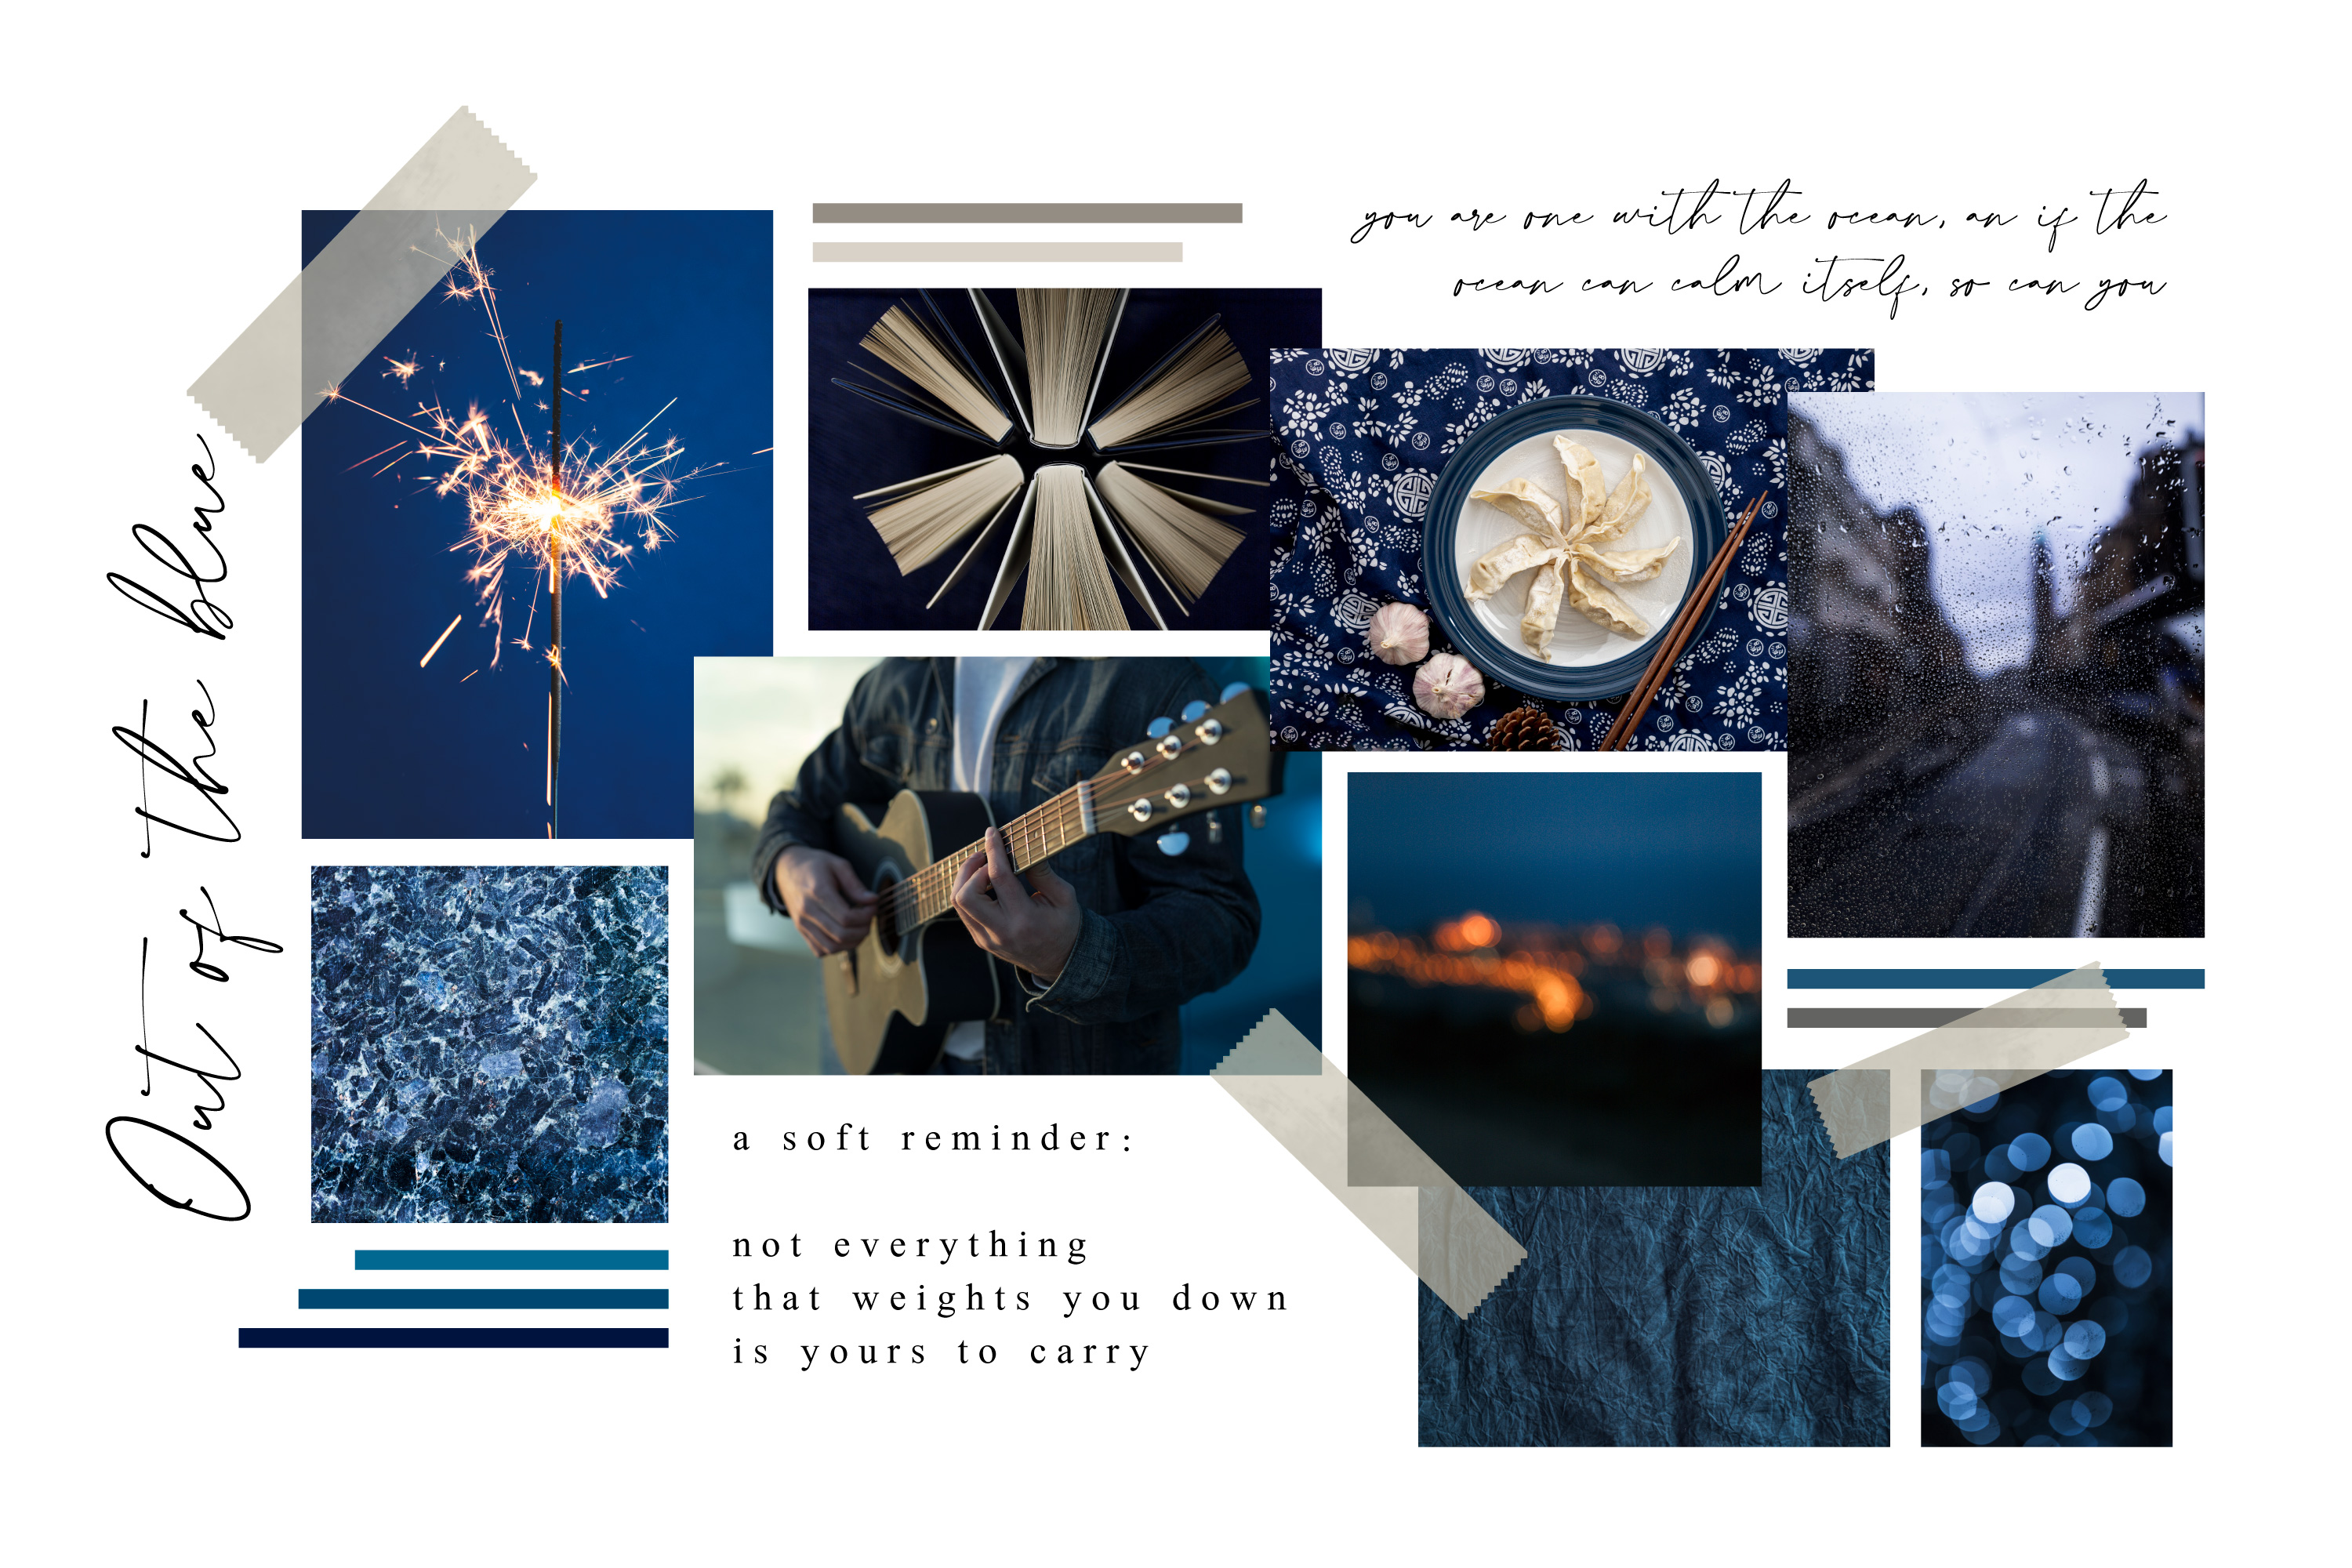 Out of the blue
you are one with the ocean, an if the
ocean can calm itself, so can you
a soft reminder:
not everything
that weights you down
is yours to carry